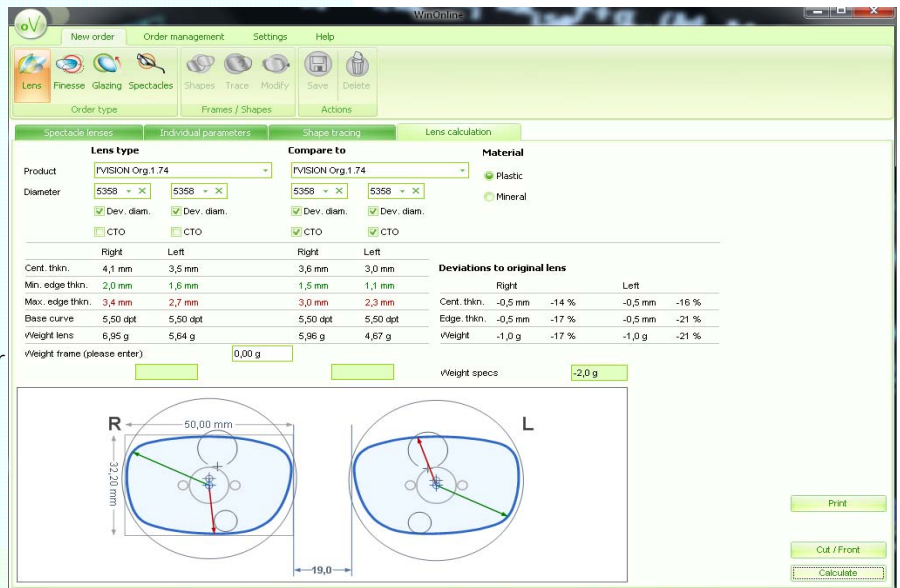 WinOnline
oV
New order Order management Settings Help
Lens Finesse Glazing Spectacles Shapes Trace Modify Save Delete
Order type Frames / Shapes Actions
Spectacle lenses Individual parameters Shape tracing Lens calculation
Lens type Compare to Material
Product I'VISION Org.1.74 I'VISION Org.1.74 Plastic
Diameter 5358 5358 5358 5358 Mineral
Dev. diam. Dev. diam. Dev. diam. Dev. diam.
CTO CTO CTO CTO
Right Left Right Left
Cent. thkn. 4,1 mm 3,5 mm 3,6 mm 3,0 mm Deviations to original lens
Min. edge thkn. 2,0 mm 1,6 mm 1,5 mm 1,1 mm Right Left
Max. edge thkn. 3,4 mm 2,7 mm 3,0 mm 2,3 mm Cent. thkn. -0,5 mm -14 % -0,5 mm -16 %
Base curve 5,50 dpt 5,50 dpt 5,50 dpt 5,50 dpt Edge. thkn. -0,5 mm -17 % -0,5 mm -21 %
Weight lens 6,95 g 5,64 g 5,96 g 4,67 g Weight -1,0 g -17 % -1,0 g -21 %
Weight frame (please enter) 0,00 g
Weight specs -2,0 g
R 50,00 mm L
32,20 mm
19,0
Print
Cut / Front
Calculate